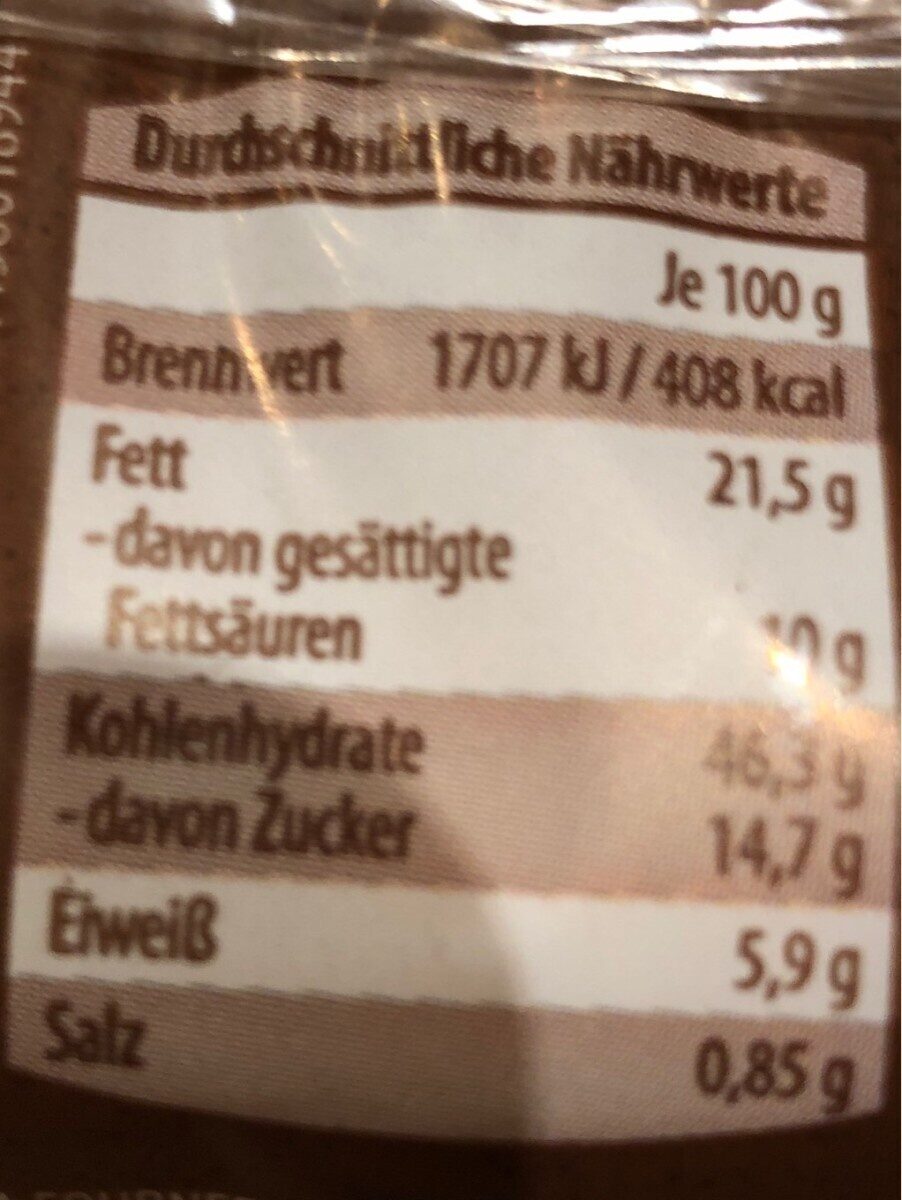 Durchschnittliche Nährwerte
Je 100 g
Brennwert 1707 kJ / 408 kcal
Fett 21,5 g
- davon gesättigte
Fettsäuren 10 g
Kohlenhydrate 46,3 g
- davon Zucker 14,7 g
Eiweiß 5,9 g
Salz 0,85 g